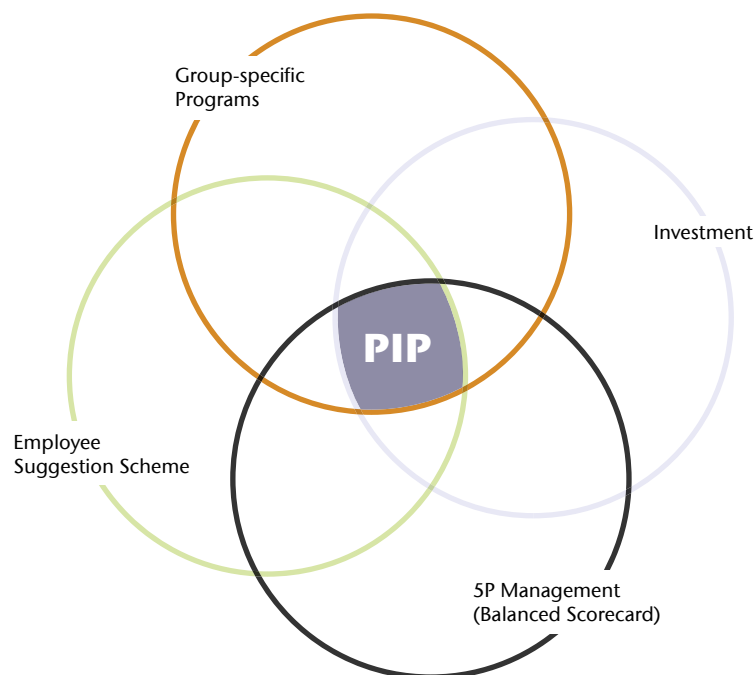 Group-specific
Programs
Investment
PIP
Employee
Suggestion Scheme
5P Management
(Balanced Scorecard)